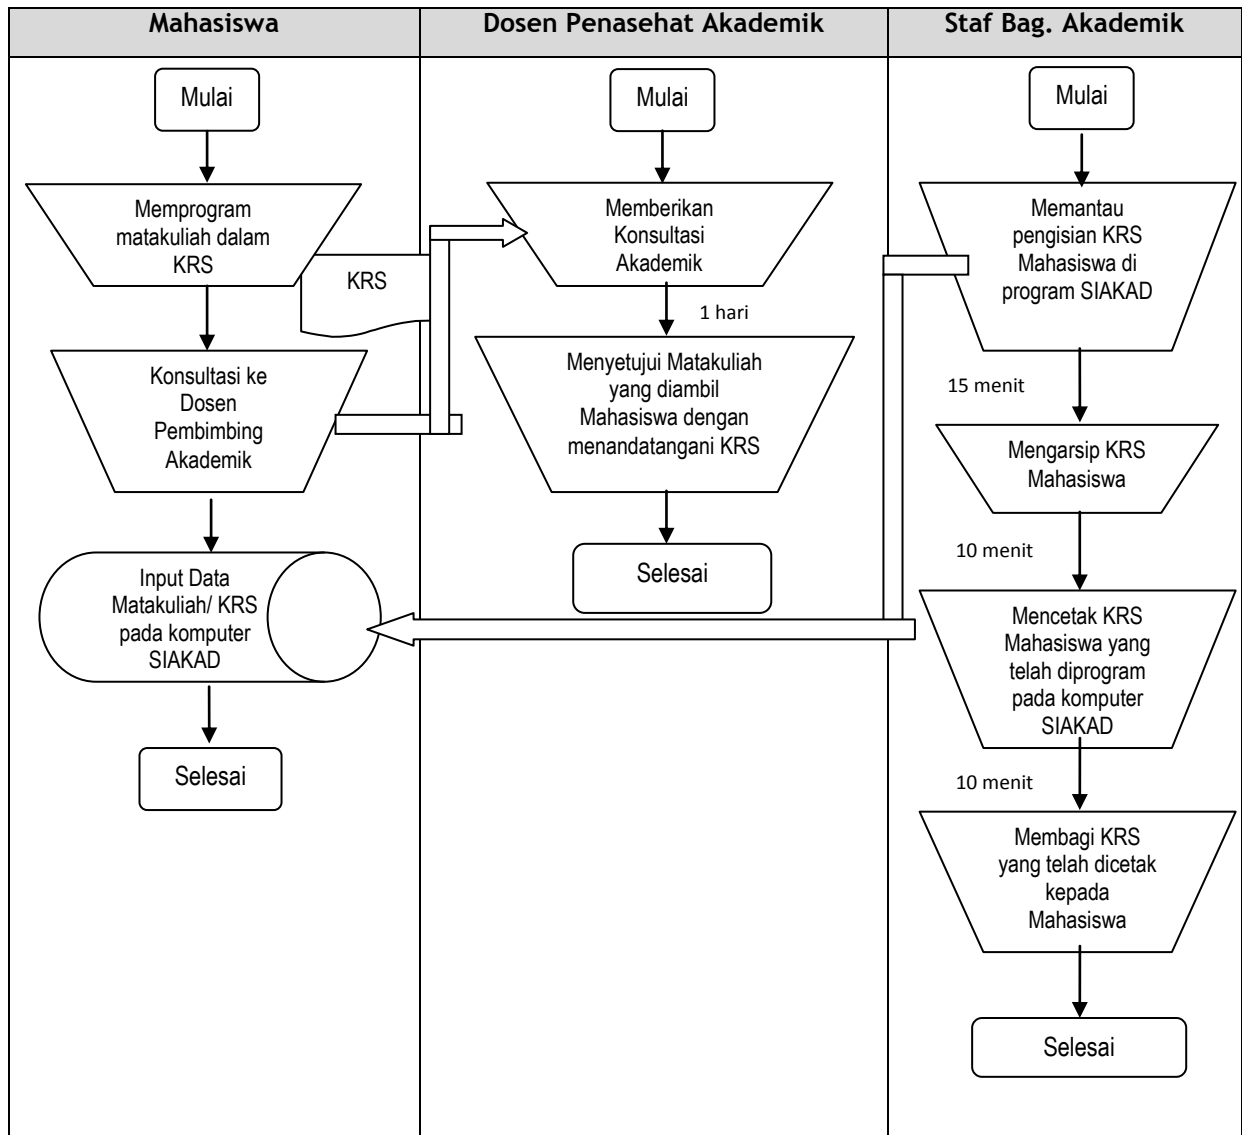 Mahasiswa
Dosen Penasehat Akademik
Staf Bag. Akademik
Mulai
Memprogram
matakuliah dalam
KRS
KRS
Konsultasi ke
Dosen
Pembimbing
Akademik
Input Data
Matakuliah/ KRS
pada komputer
SIAKAD
Selesai
Mulai
Memberikan
Konsultasi
Akademik
1 hari
Menyetujui Matakuliah
yang diambil
Mahasiswa dengan
menandatangani KRS
Selesai
Mulai
Memantau
pengisian KRS
Mahasiswa di
program SIAKAD
15 menit
Mengarsip KRS
Mahasiswa
10 menit
Mencetak KRS
Mahasiswa yang
telah diprogram
pada komputer
SIAKAD
10 menit
Membagi KRS
yang telah dicetak
kepada
Mahasiswa
Selesai